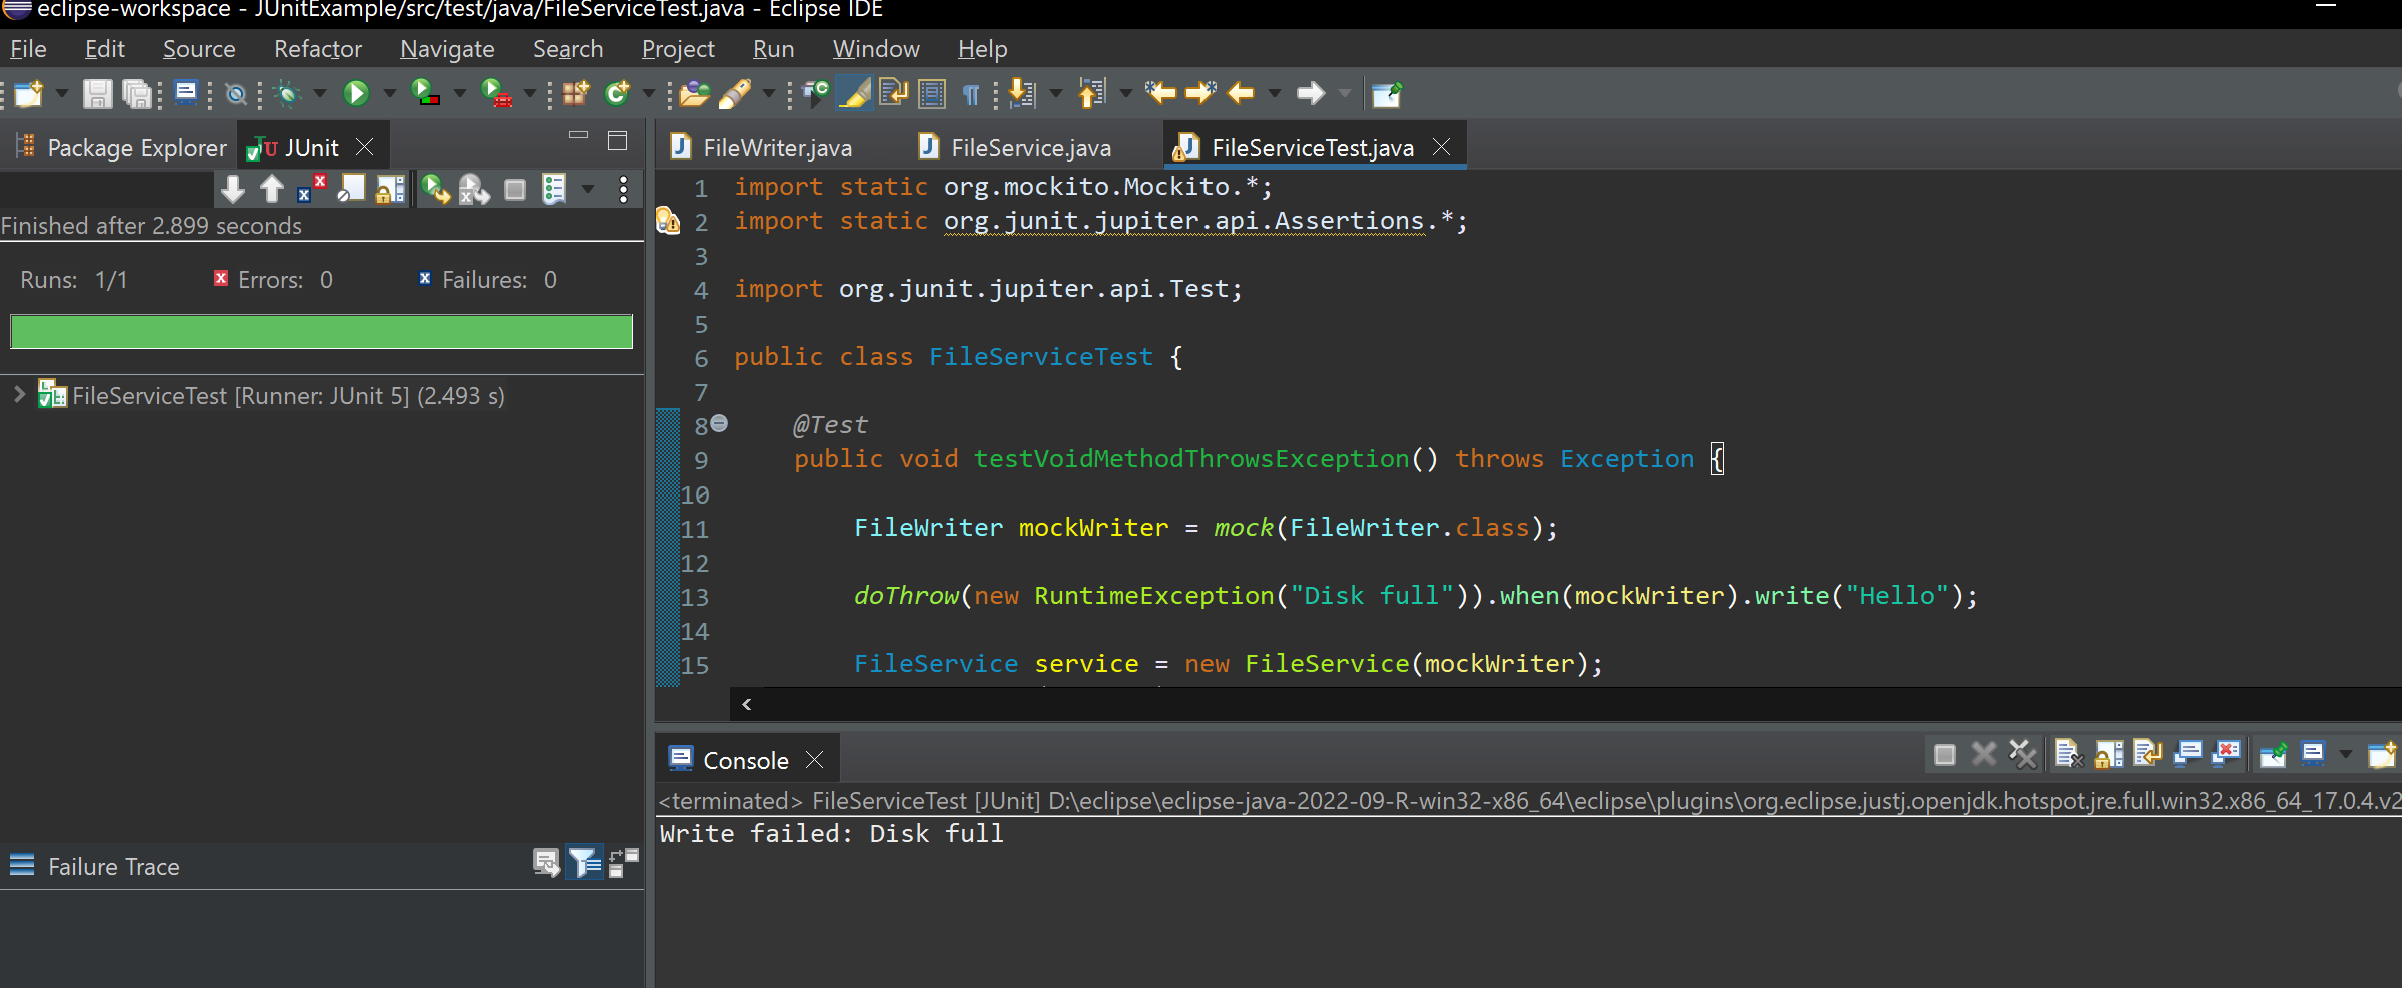 eclipse-workspace - JUnitExample/src/test/java/FileServiceTest.java - Eclipse IDE
File Edit Source Refactor Navigate Search Project Run Window Help
Package Explorer JUnit
Finished after 2.899 seconds
Runs: 1/1 Errors: 0 Failures: 0
FileServiceTest [Runner: JUnit 5] (2.493 s)
Failure Trace
FileWriter.java FileService.java FileServiceTest.java
1 import static org.mockito.Mockito.*;
2 import static org.junit.jupiter.api.Assertions.*;
3
4 import org.junit.jupiter.api.Test;
5
6 public class FileServiceTest {
7
8 @Test
9 public void testVoidMethodThrowsException() throws Exception {
10
11 FileWriter mockWriter = mock(FileWriter.class);
12
13 doThrow(new RuntimeException("Disk full")).when(mockWriter).write("Hello");
14
15 FileService service = new FileService(mockWriter);
Console
<terminated> FileServiceTest [JUnit] D:\eclipse\eclipse-java-2022-09-R-win32-x86_64\eclipse\plugins\org.eclipse.justj.openjdk.hotspot.jre.full.win32.x86_64_17.0.4.v2
Write failed: Disk full